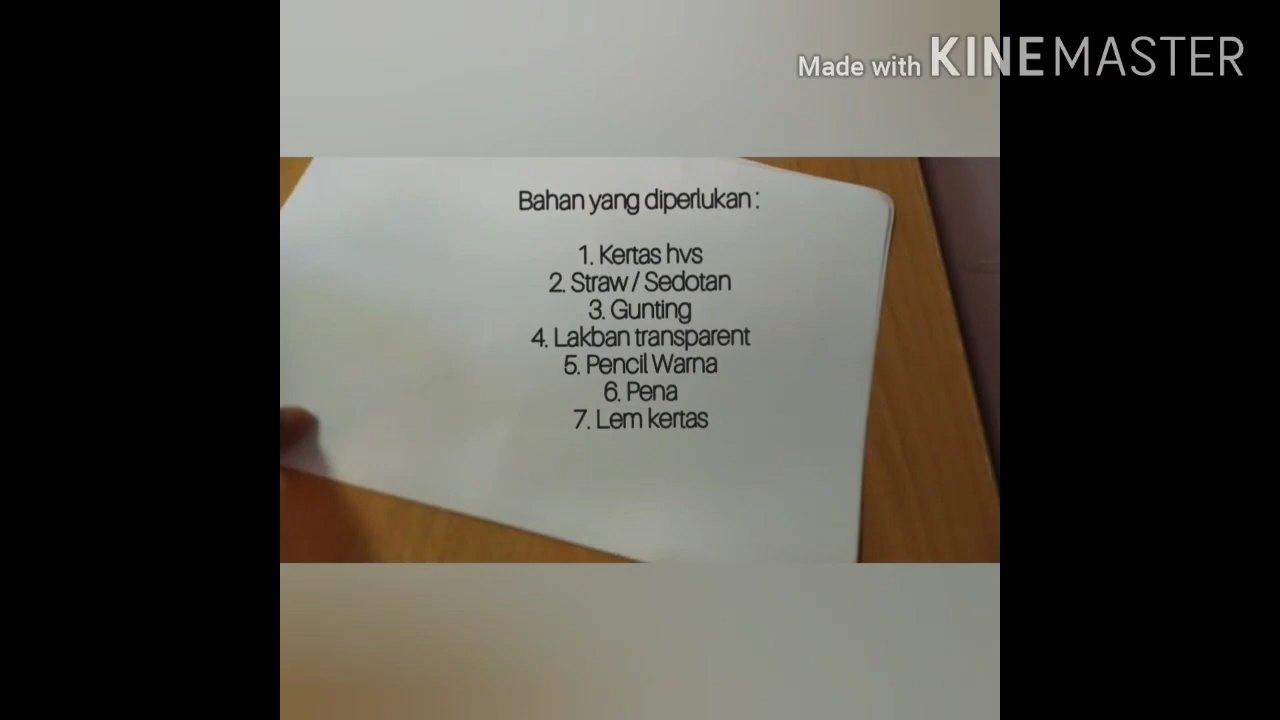 Made with KINEMASTER
Bahan yang diperlukan :
1. Kertas hvs
2. Straw / Sedotan
3. Gunting
4. Lakban transparent
5. Pencil Warna
6. Pena
7. Lem kertas